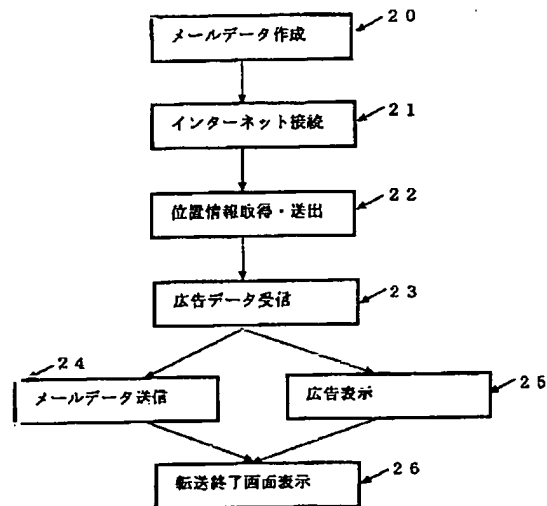 20
メールデータ作成
21
インターネット接続
22
位置情報取得・送出
23
広告データ受信
24
メールデータ送信
25
広告表示
26
転送終了画面表示